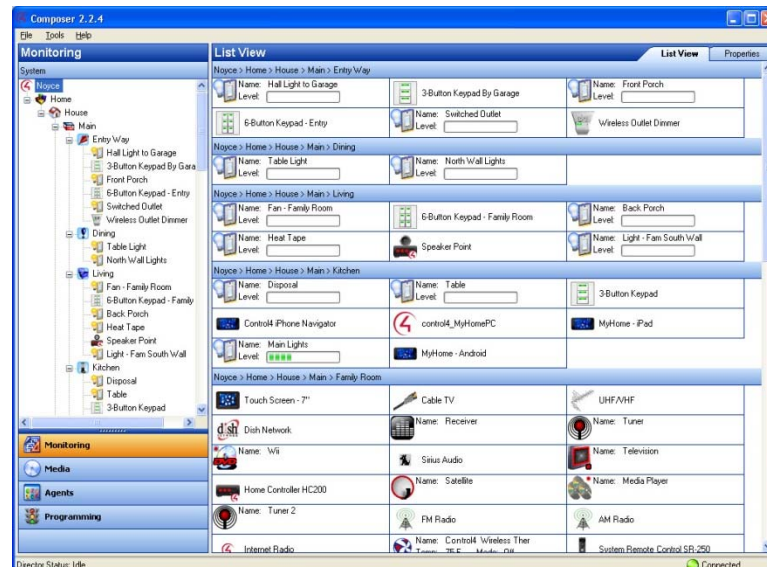 Composer 2.2.4
File Tools Help
Monitoring
System
Noyce
Home
House
Main
Entry Way
Hall Light to Garage
3-Button Keypad By Gara
Front Porch
6-Button Keypad - Entry
Switched Outlet
Wireless Outlet Dimmer
Dining
Table Light
North Wall Lights
Living
Fan - Family Room
6-Button Keypad - Family
Back Porch
Heat Tape
Speaker Point
Light - Fam South Wall
Kitchen
Disposal
Table
3-Button Keypad
Monitoring
Media
Agents
Programming
List View
List View Properties
Noyce > Home > House > Main > Entry Way
Name: Hall Light to Garage
Level:
3-Button Keypad By Garage
Name: Front Porch
Level:
6-Button Keypad - Entry
Name: Switched Outlet
Level:
Wireless Outlet Dimmer
Noyce > Home > House > Main > Dining
Name: Table Light
Level:
Name: North Wall Lights
Level:
Noyce > Home > House > Main > Living
Name: Fan - Family Room
Level:
6-Button Keypad - Family Room
Name: Back Porch
Level:
Name: Heat Tape
Level:
Speaker Point
Name: Light - Fam South Wall
Level:
Noyce > Home > House > Main > Kitchen
Name: Disposal
Level:
Name: Table
Level:
3-Button Keypad
Control4 iPhone Navigator
control4_MyHomePC
MyHome - iPad
Name: Main Lights
Level:
MyHome - Android
Noyce > Home > House > Main > Family Room
Touch Screen - 7"
Cable TV
UHF/VHF
dish Dish Network
Name: Receiver
Name: Tuner
Name: Wii
Sirius Audio
Name: Television
Home Controller HC200
Name: Satellite
Name: Media Player
Name: Tuner 2
FM Radio
AM Radio
Internet Radio
Name: Control4 Wireless Ther
Temp: 75 F Mode: Off
System Remote Control SR-250
Director Status: Idle
Connected